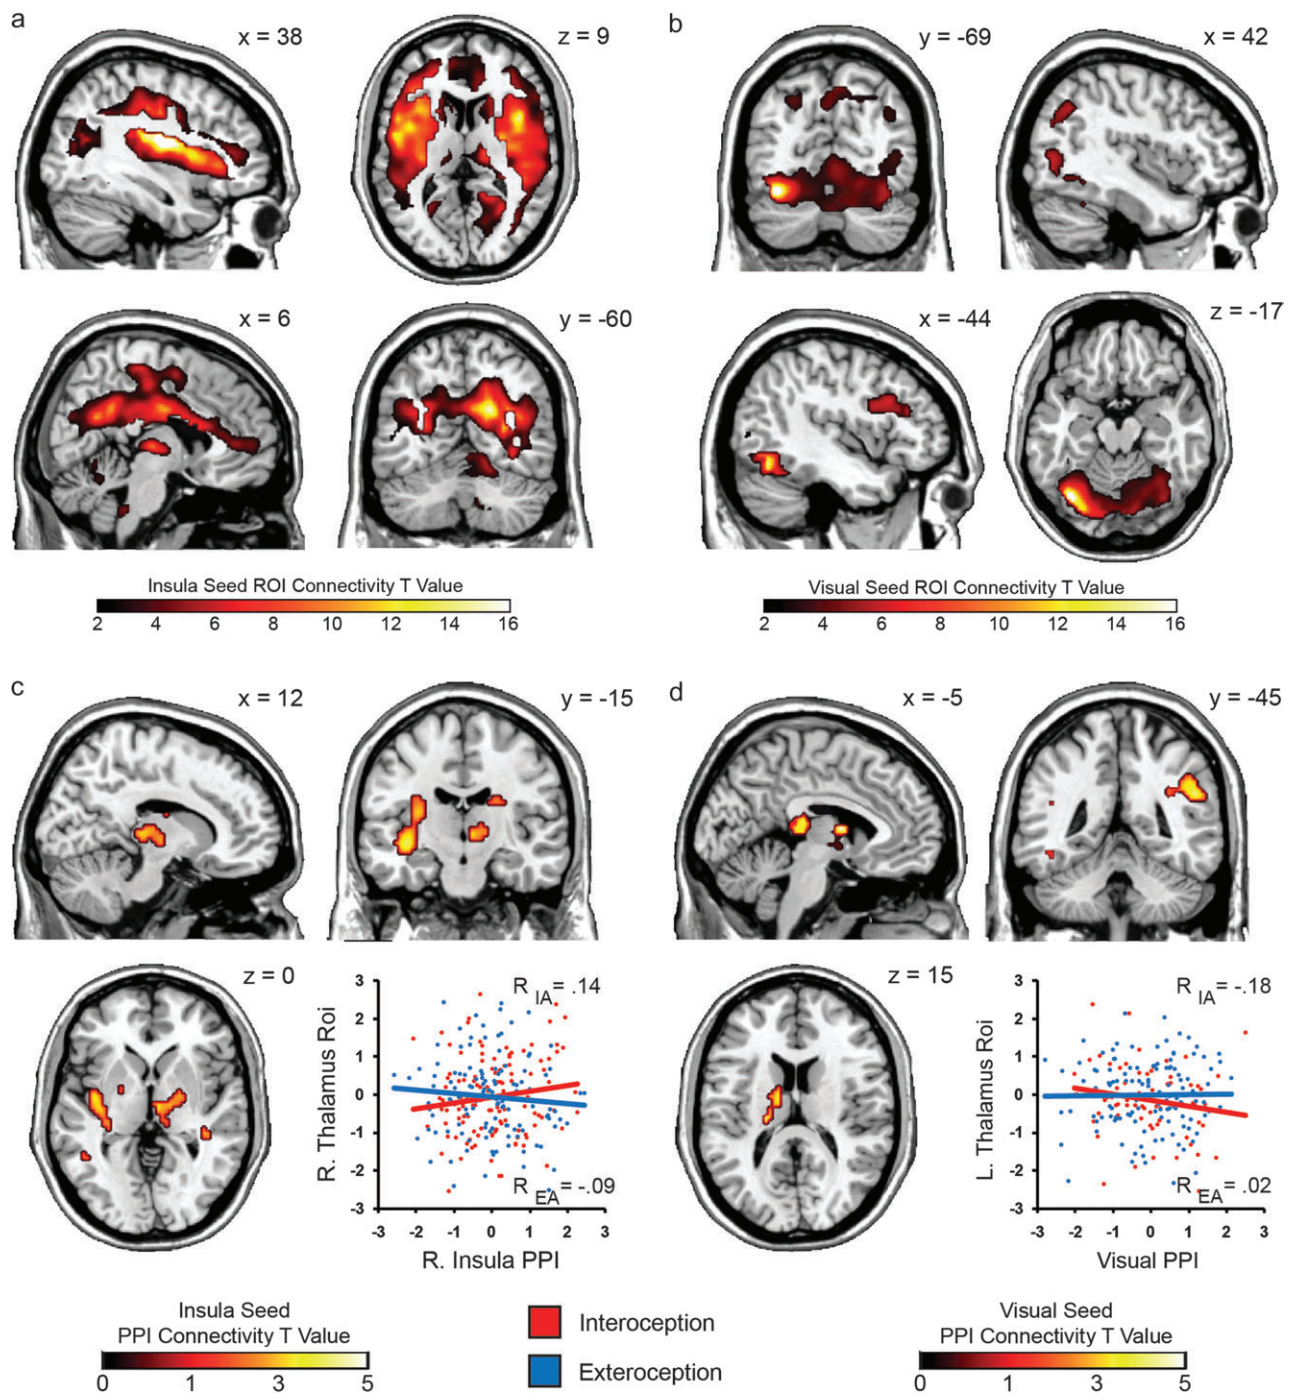 a
x = 38
z = 9
b
y = -69
x = 42
x = 6
y = -60
x = -44
z = -17
Insula Seed ROI Connectivity T Value
2 4 6 8 10 12 14 16
Visual Seed ROI Connectivity T Value
2 4 6 8 10 12 14 16
c
x = 12
y = -15
d
x = -5
y = -45
z = 0
R. Thalamus Roi
3
2
1
0
-1
-2
-3
R IA = .14
R EA = -.09
-3 -2 -1 0 1 2 3
R. Insula PPI
z = 15
L. Thalamus Roi
3
2
1
0
-1
-2
-3
R IA = -.18
R EA = .02
-3 -2 -1 0 1 2 3
Visual PPI
Insula Seed
PPI Connectivity T Value
0 1 3 5
Interoception
Exteroception
Visual Seed
PPI Connectivity T Value
0 1 3 5